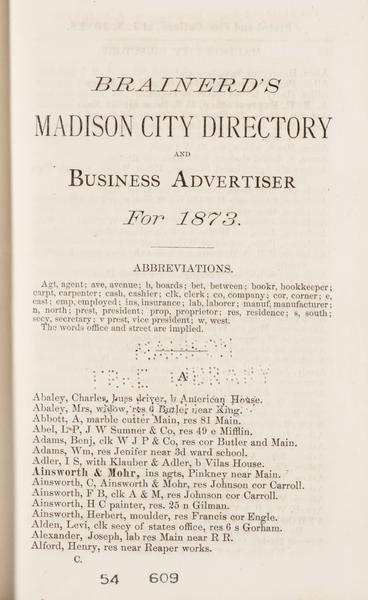 BRAINERD'S
MADISON CITY DIRECTORY
AND
BUSINESS ADVERTISER
For 1873.
ABBREVIATIONS.
Agt, agent; ave, avenue; b, boards; bet, between; bookr, bookkeeper;
carpt, carpenter; cash, cashier; clk, clerk; co, company; cor, corner; e,
east; emp, employed; ins, insurance; lab, laborer; manuf, manufacturer;
n, north; prest, president; prop, proprietor; res, residence; s, south;
secy, secretary; v prest, vice president; w, west.
The words office and street are implied.
MADISON
FREE LIBRARY
A
Abaley, Charles, buss driver, b American House.
Abaley, Mrs, widow, res 6 Butler near King.
Abbott, A, marble cutter Main, res 81 Main.
Abel, L P, J W Sumner & Co, res 49 e Mifflin.
Adams, Benj, clk W J P & Co, res cor Butler and Main.
Adams, Wm, res Jenifer near 3d ward school.
Adler, I S, with Klauber & Adler, b Vilas House.
Ainsworth & Mohr, ins agts, Pinkney near Main.
Ainsworth, C, Ainsworth & Mohr, res Johnson cor Carroll.
Ainsworth, F B, clk A & M, res Johnson cor Carroll.
Ainsworth, H C painter, res. 25 n Gilman.
Ainsworth, Herbert, moulder, res Francis cor Engle.
Alden, Levi, clk secy of states office, res 6 s Gorham.
Alexander, Joseph, lab res Main near R R.
Alford, Henry, res near Reaper works.
C.
54 609